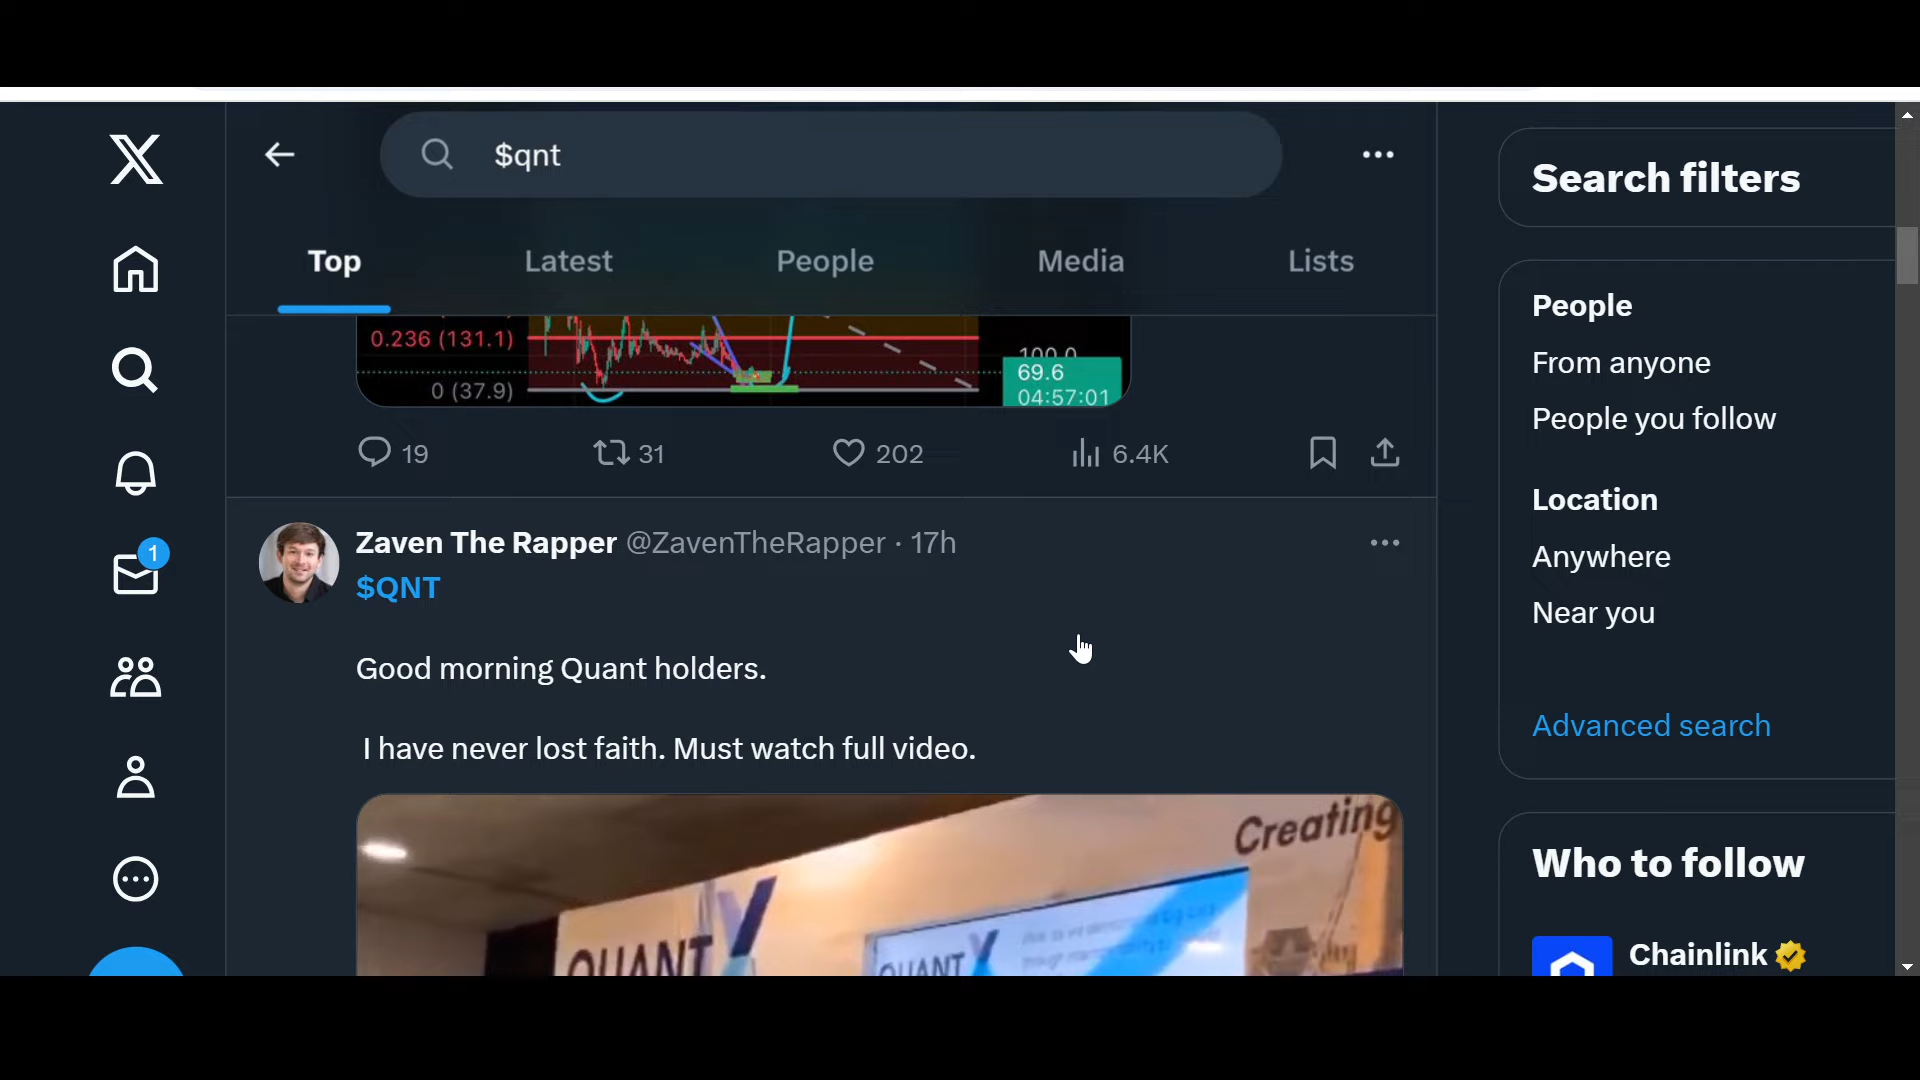 $qnt
Search filters
Top
Latest
People
Media
Lists
People
From anyone
People you follow
0.236 (131.1)
100.0
69.6
04:57:01
0 (37.9)
19
31
202
6.4K
Location
Anywhere
Near you
1
Zaven The Rapper @ZavenTheRapper · 17h
$QNT
Good morning Quant holders.
I have never lost faith. Must watch full video.
Advanced search
Creating
QUANT
QUANT
Who to follow
Chainlink